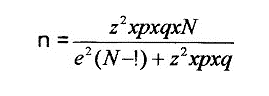 n = z²xpxqxN / e²(N−!) + z²xpxq